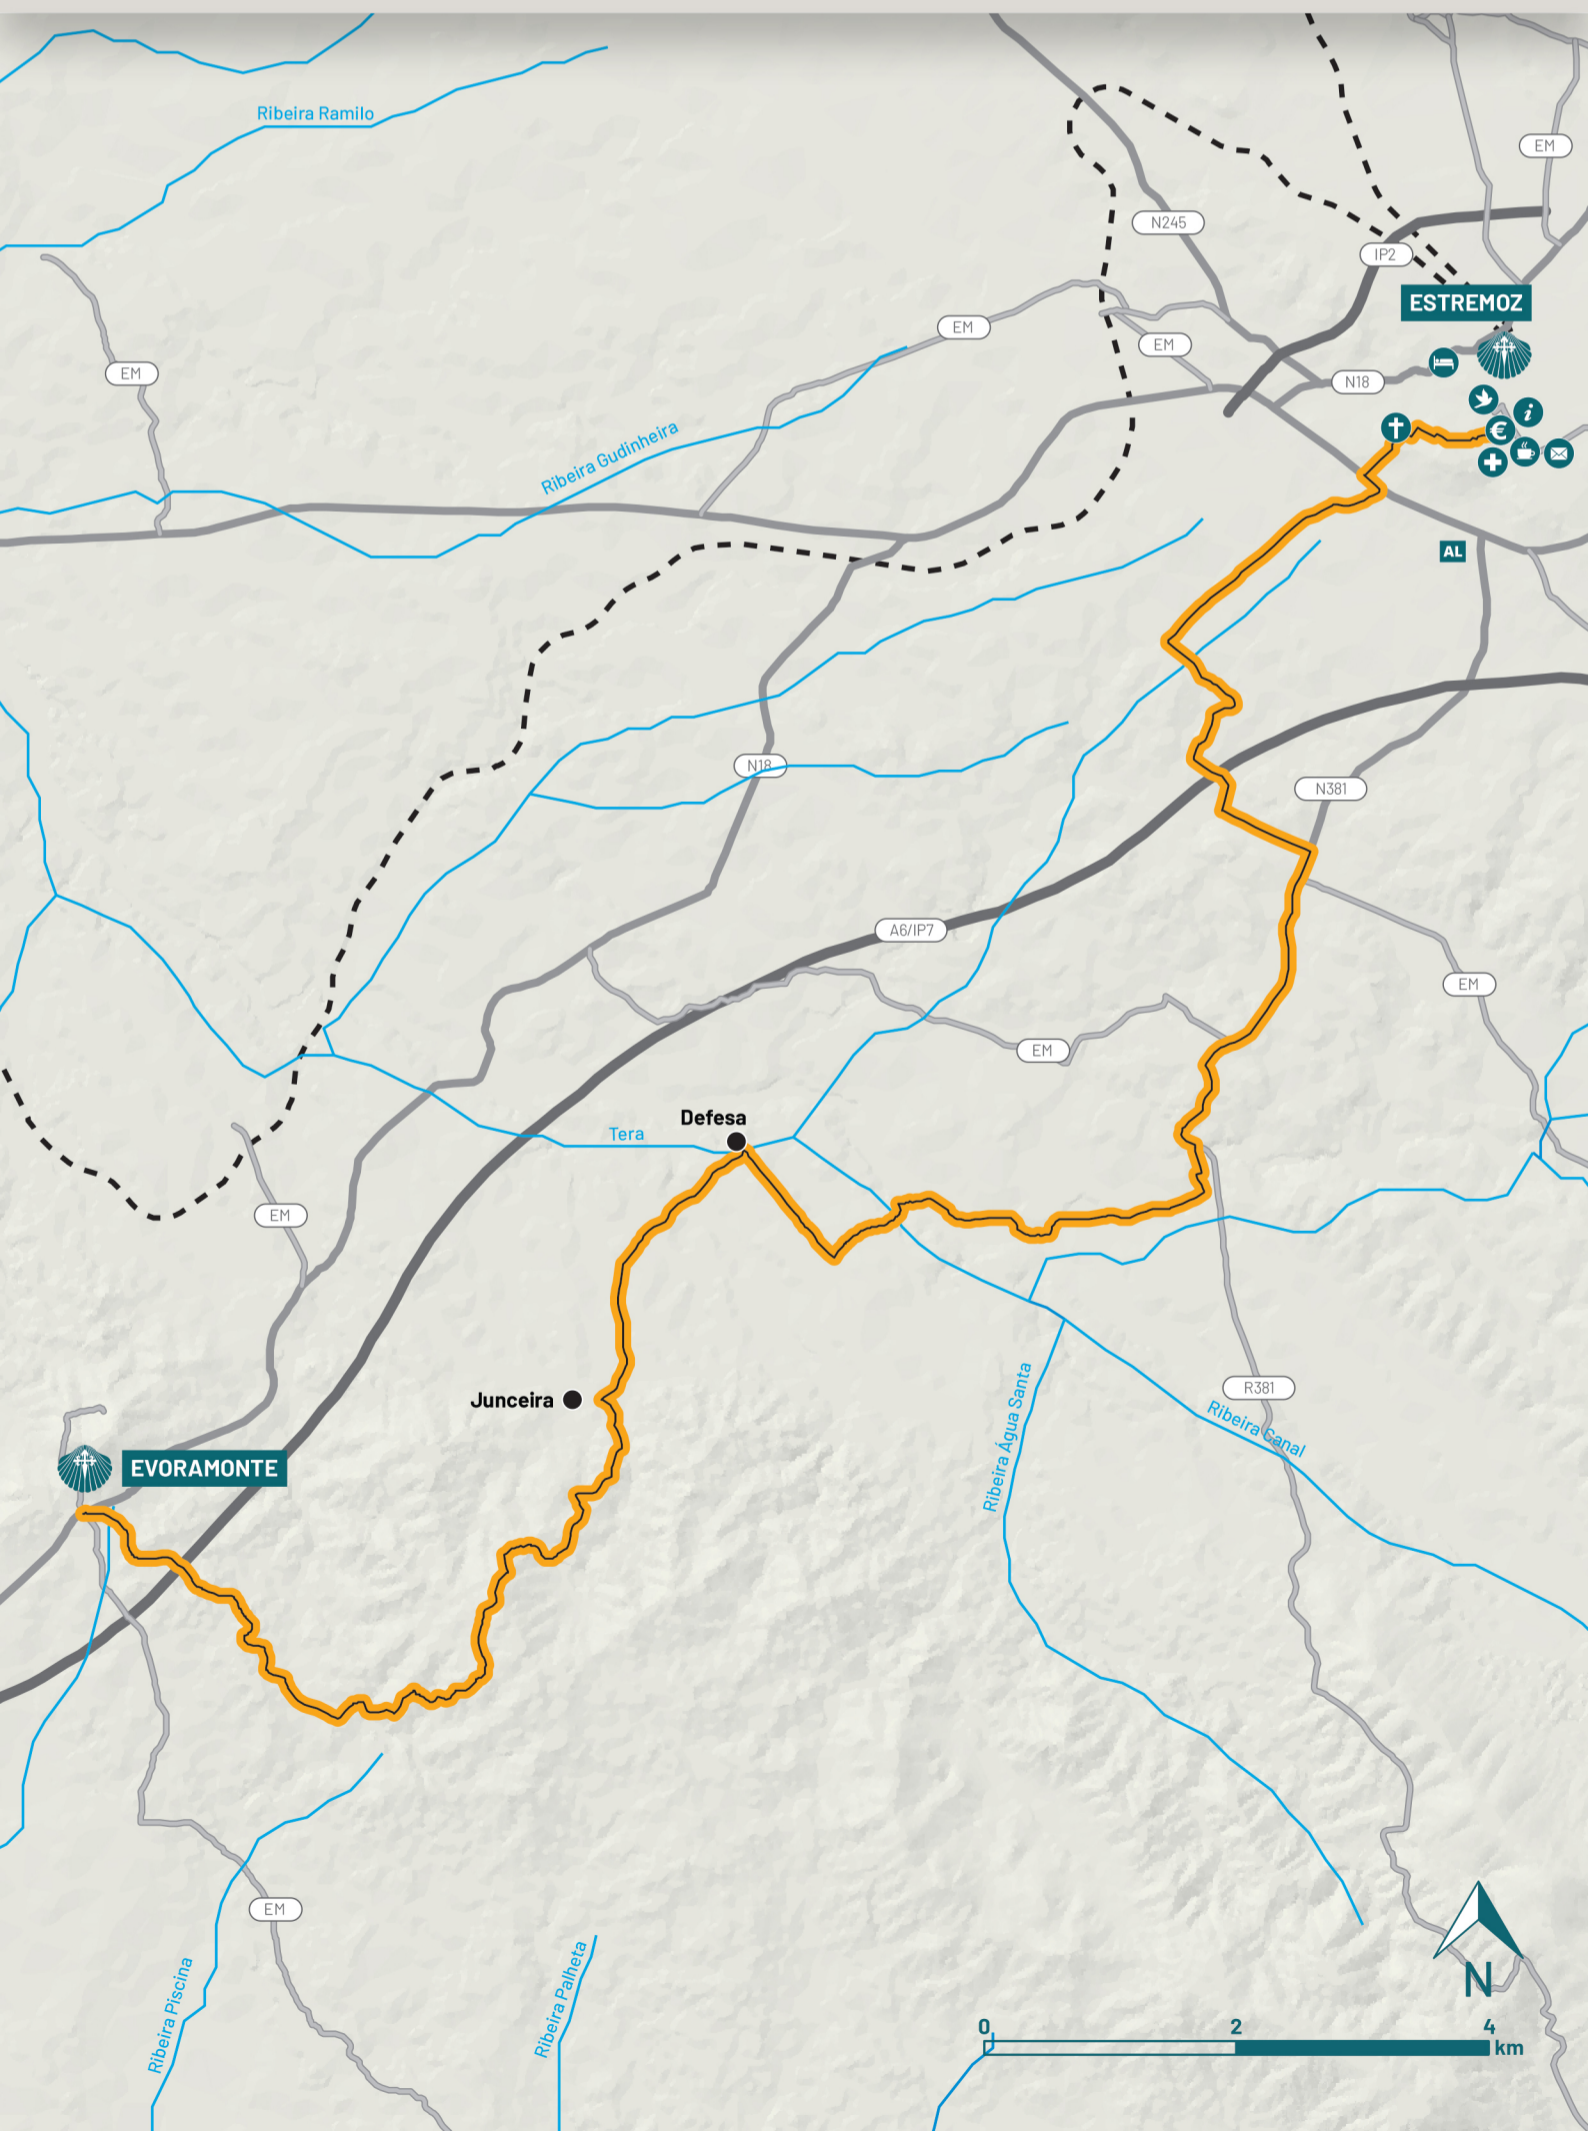 Ribeira Ramilo
EM
N245
IP2
ESTREMOZ
EM
EM
EM
N18
i
€
Ribeira Gudinheira
AL
N18
N381
A6/IP7
EM
EM
Defesa
Tera
EM
Junceira
R381
Ribeira Água Santa
Ribeira Canal
EVORAMONTE
EM
Ribeira Piscina
Ribeira Palheta
N
0 2 4
km